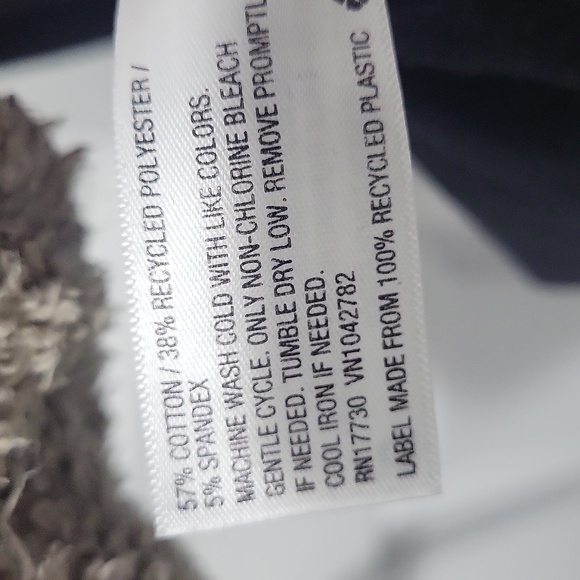 57% COTTON / 38% RECYCLED POLYESTER /
5% SPANDEX
MACHINE WASH COLD WITH LIKE COLORS.
GENTLE CYCLE. ONLY NON-CHLORINE BLEACH
IF NEEDED. TUMBLE DRY LOW. REMOVE PROMPTL
COOL IRON IF NEEDED.
RN17730 VN1042782
LABEL MADE FROM 100% RECYCLED PLASTIC